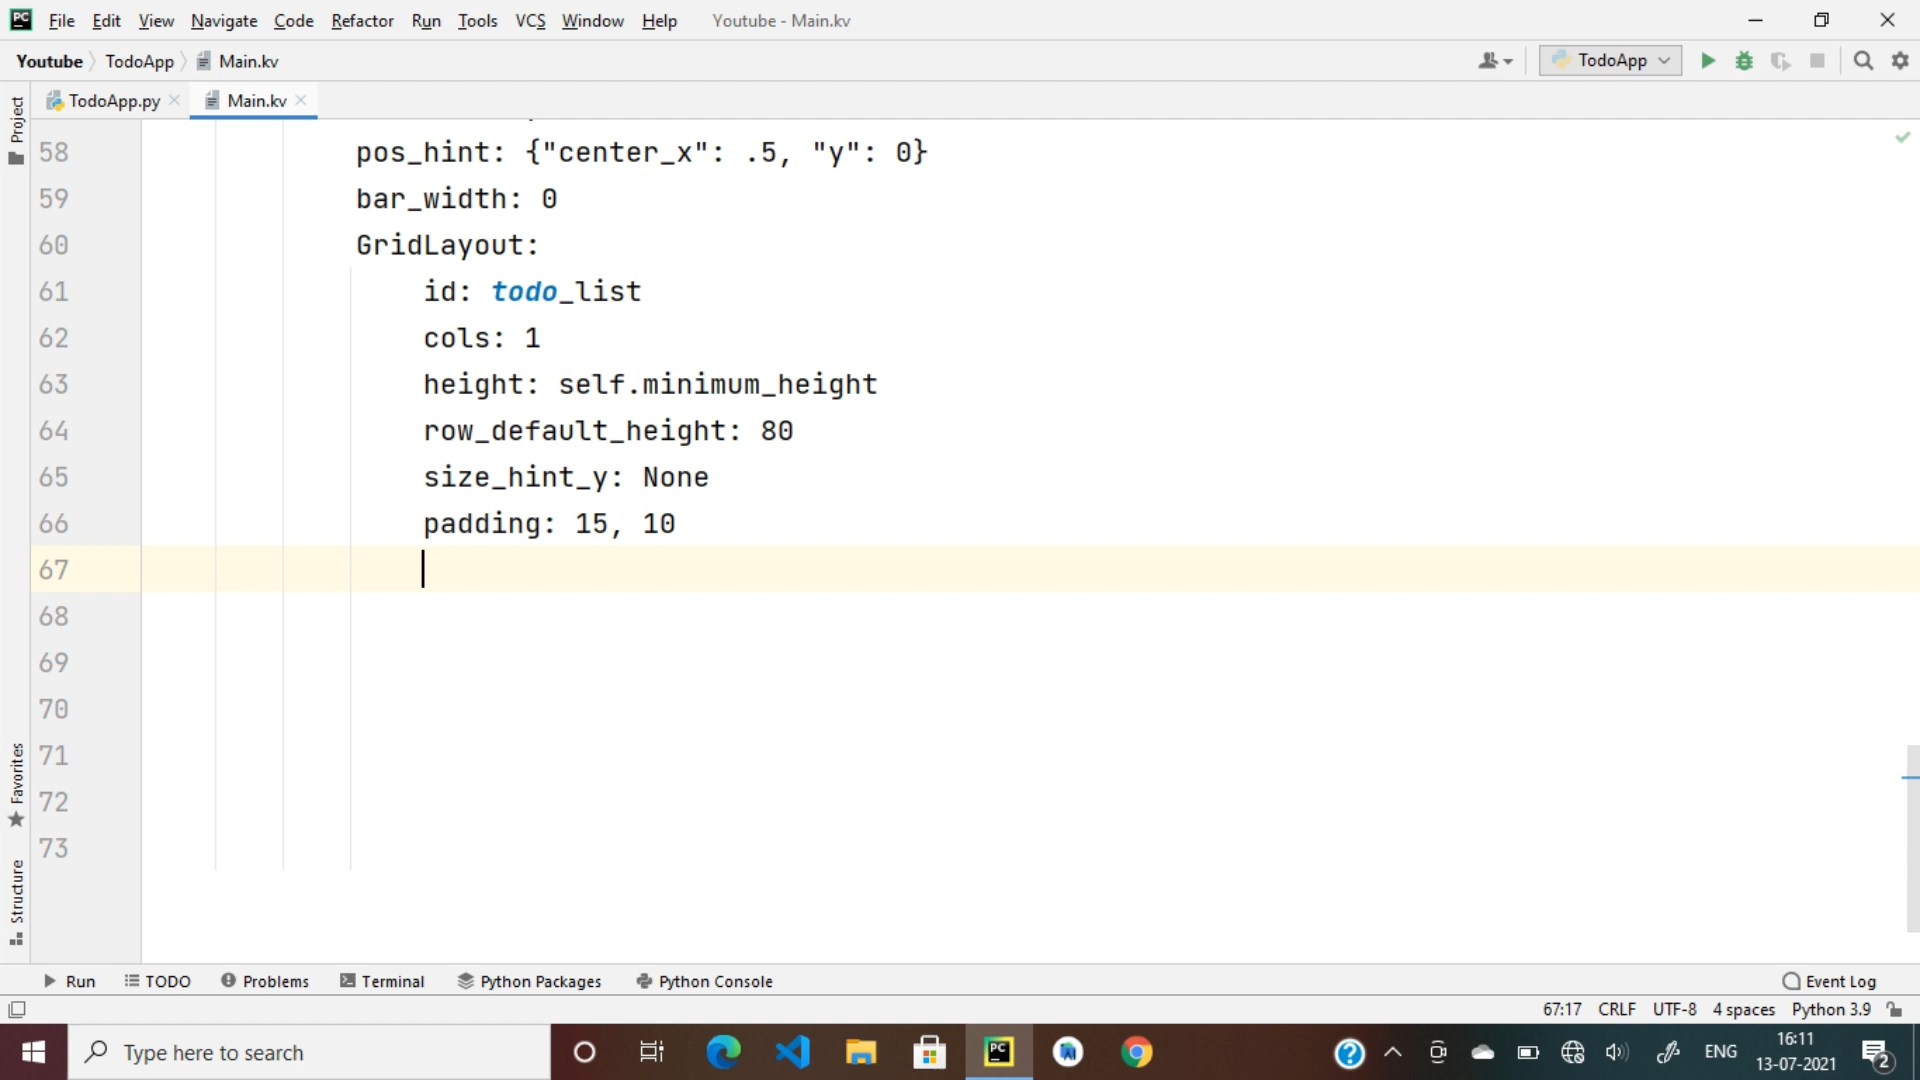 PC File Edit View Navigate Code Refactor Run Tools VCS Window Help Youtube - Main.kv
Youtube TodoApp Main.kv TodoApp
TodoApp.py Main.kv
Project
58 pos_hint: {"center_x": .5, "y": 0}
59 bar_width: 0
60 GridLayout:
61 id: todo_list
62 cols: 1
63 height: self.minimum_height
64 row_default_height: 80
65 size_hint_y: None
66 padding: 15, 10
67
68
69
70
71
72
73
Favorites
Structure
Run TODO Problems Terminal Python Packages Python Console Event Log
67:17 CRLF UTF-8 4 spaces Python 3.9
Type here to search PC ENG 16:11
13-07-2021 2